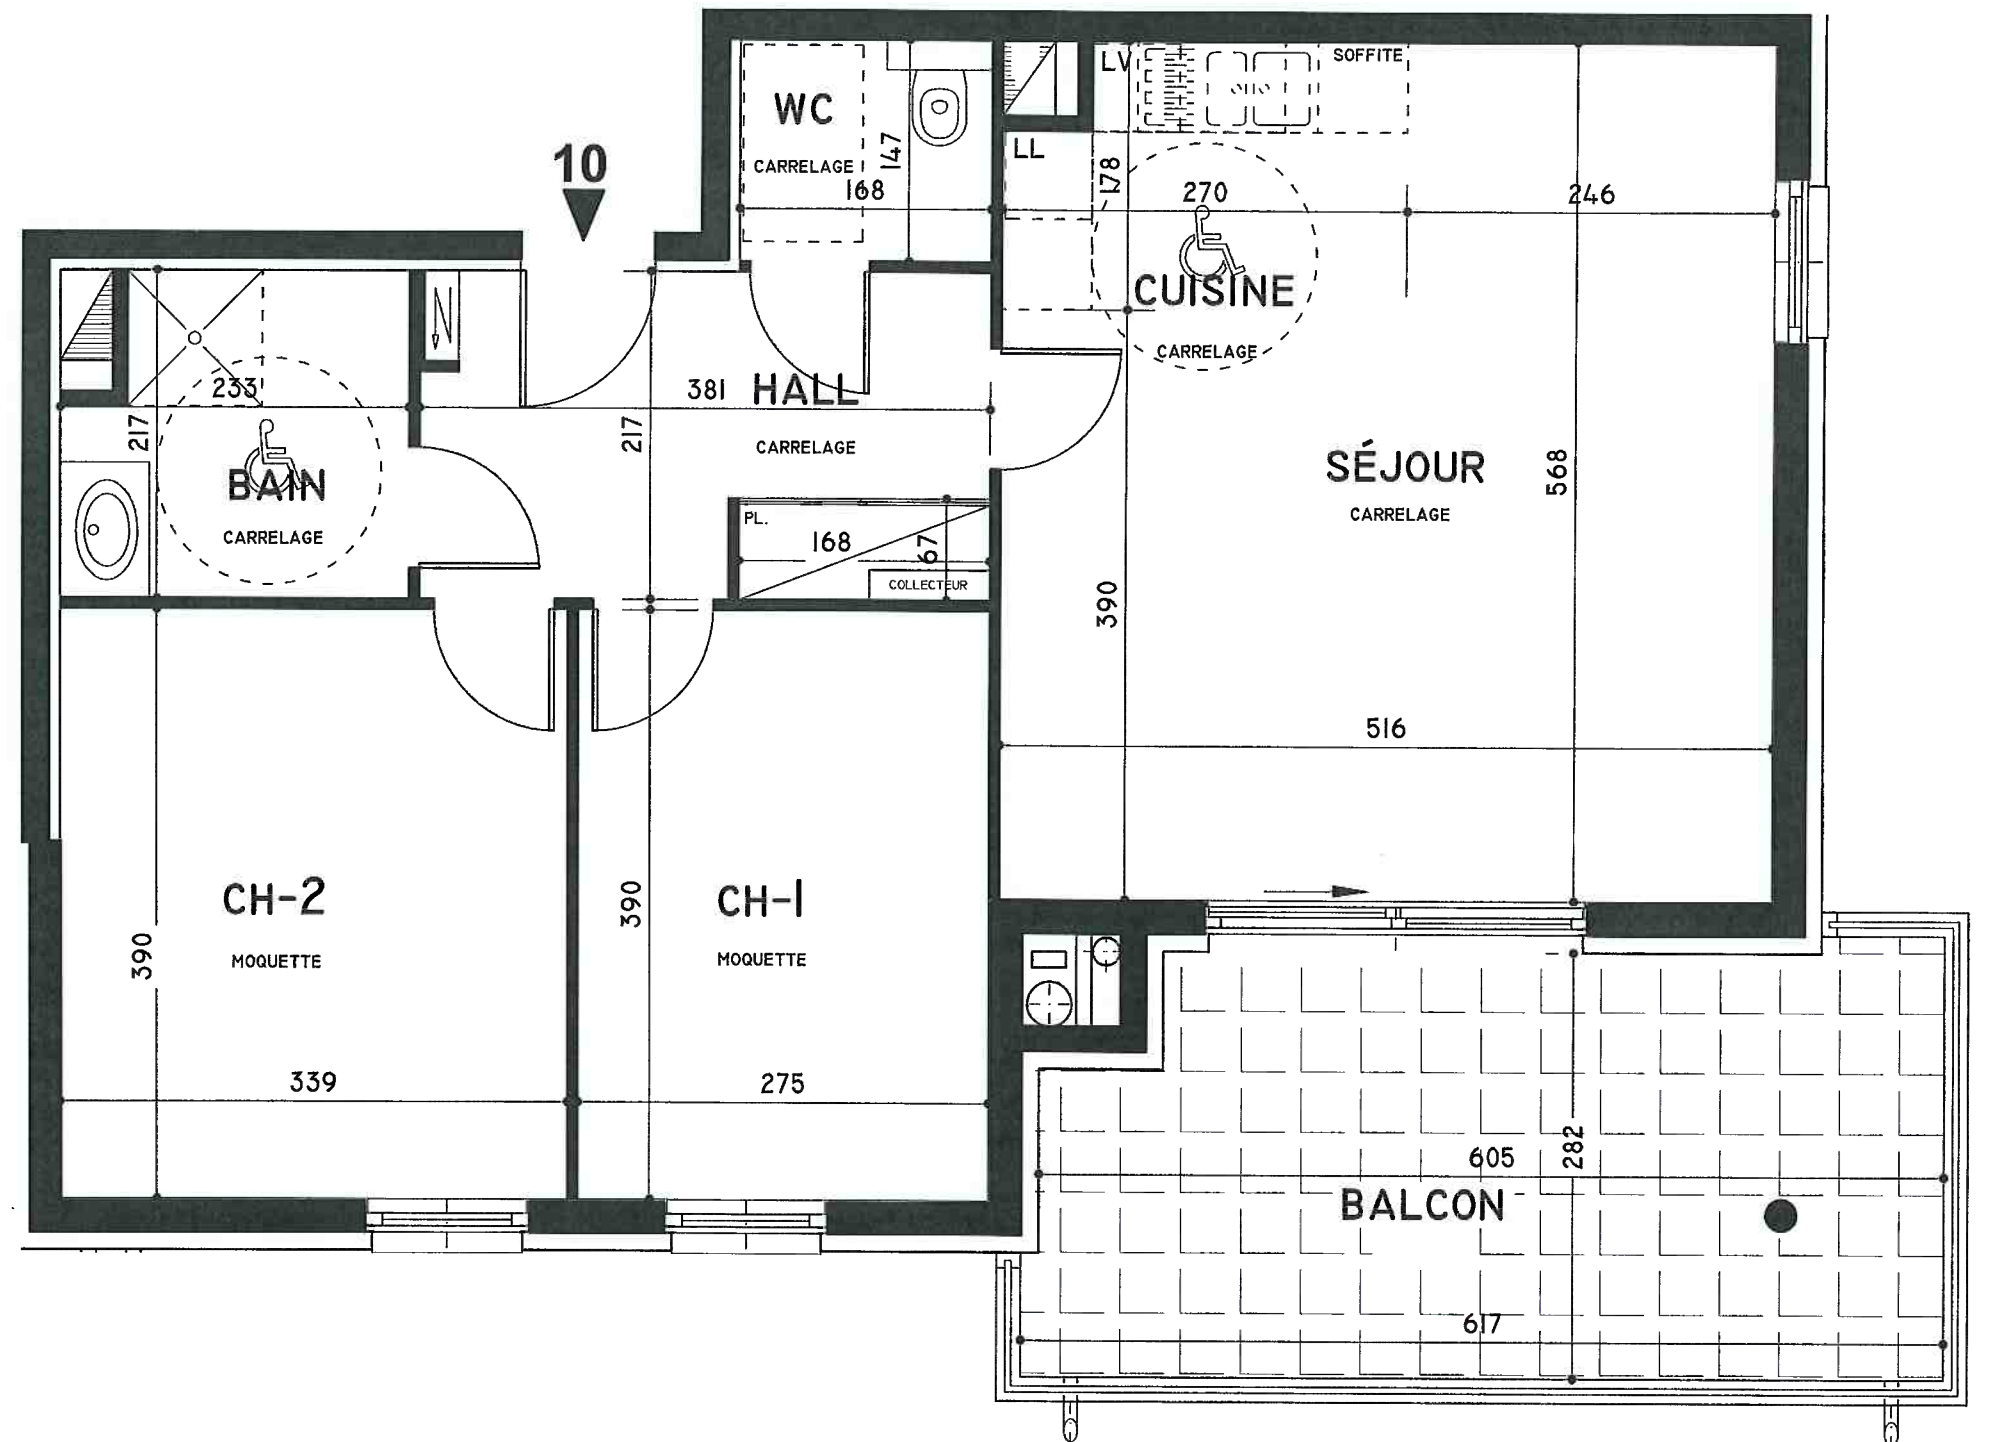 LV
SOFFITE
WC
CARRELAGE
147
168
10
LL
178
270
246
CUISINE
CARRELAGE
233
381
HALL
217
217
CARRELAGE
SÉJOUR
CARRELAGE
568
BAIN
CARRELAGE
PL.
168
67
COLLECTEUR
390
516
CH-2
MOQUETTE
390
CH-1
MOQUETTE
390
339
275
605
282
BALCON
617